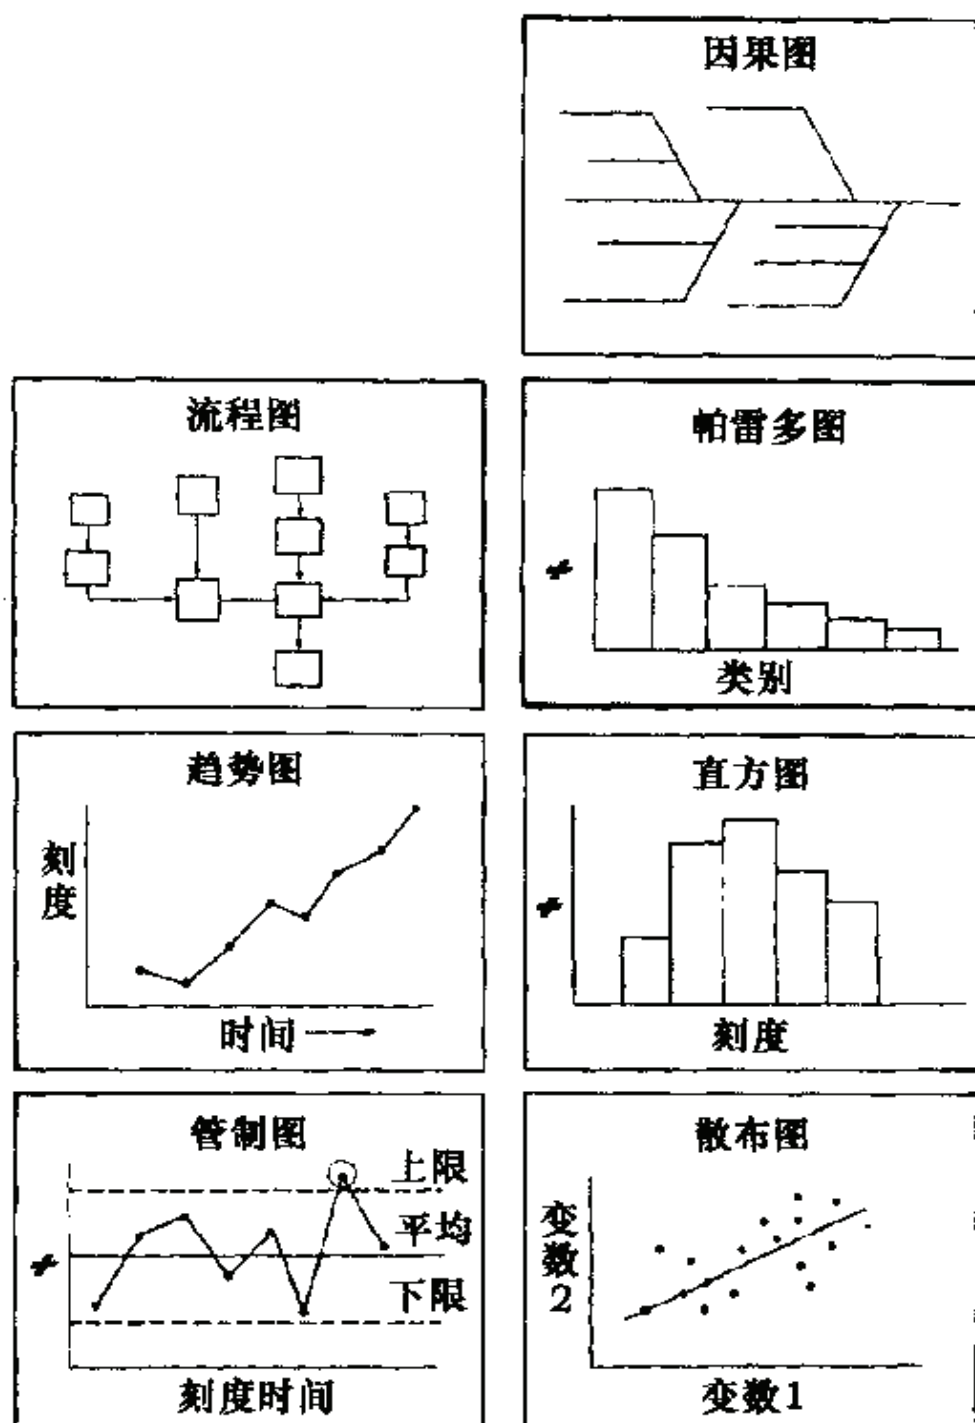 因果图
流程图
帕雷多图
%
类别
趋势图
刻度
时间
直方图
%
刻度
管制图
上限
平均
下限
%
刻度时间
散布图
变数2
变数1